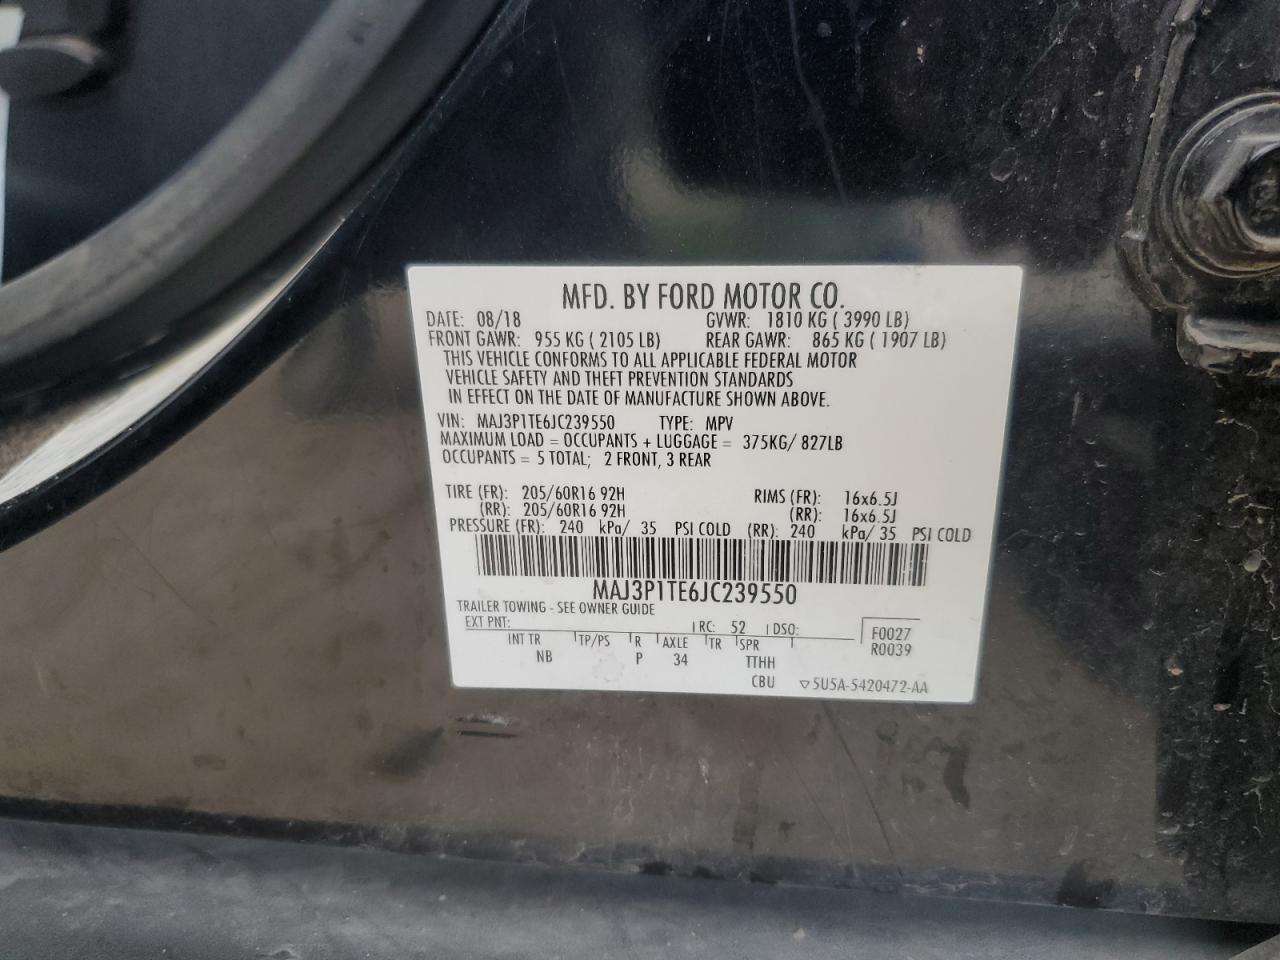 MFD. BY FORD MOTOR CO.
DATE: 08/18 GVWR: 1810 KG ( 3990 LB)
FRONT GAWR: 955 KG ( 2105 LB) REAR GAWR: 865 KG ( 1907 LB)
THIS VEHICLE CONFORMS TO ALL APPLICABLE FEDERAL MOTOR
VEHICLE SAFETY AND THEFT PREVENTION STANDARDS
IN EFFECT ON THE DATE OF MANUFACTURE SHOWN ABOVE.
VIN: MAJ3P1TE6JC239550 TYPE: MPV
MAXIMUM LOAD = OCCUPANTS + LUGGAGE = 375KG/ 827LB
OCCUPANTS = 5 TOTAL; 2 FRONT, 3 REAR
TIRE (FR): 205/60R16 92H RIMS (FR): 16x6.5J
(RR): 205/60R16 92H (RR): 16x6.5J
PRESSURE (FR): 240 kPa/ 35 PSI COLD (RR): 240 kPa/ 35 PSI COLD
MAJ3P1TE6JC239550
TRAILER TOWING - SEE OWNER GUIDE
EXT PNT: RC: 52 DSO: F0027
INT TR TP/PS R AXLE TR SPR R0039
NB P 34 TTHH
CBU ▽5U5A-5420472-AA